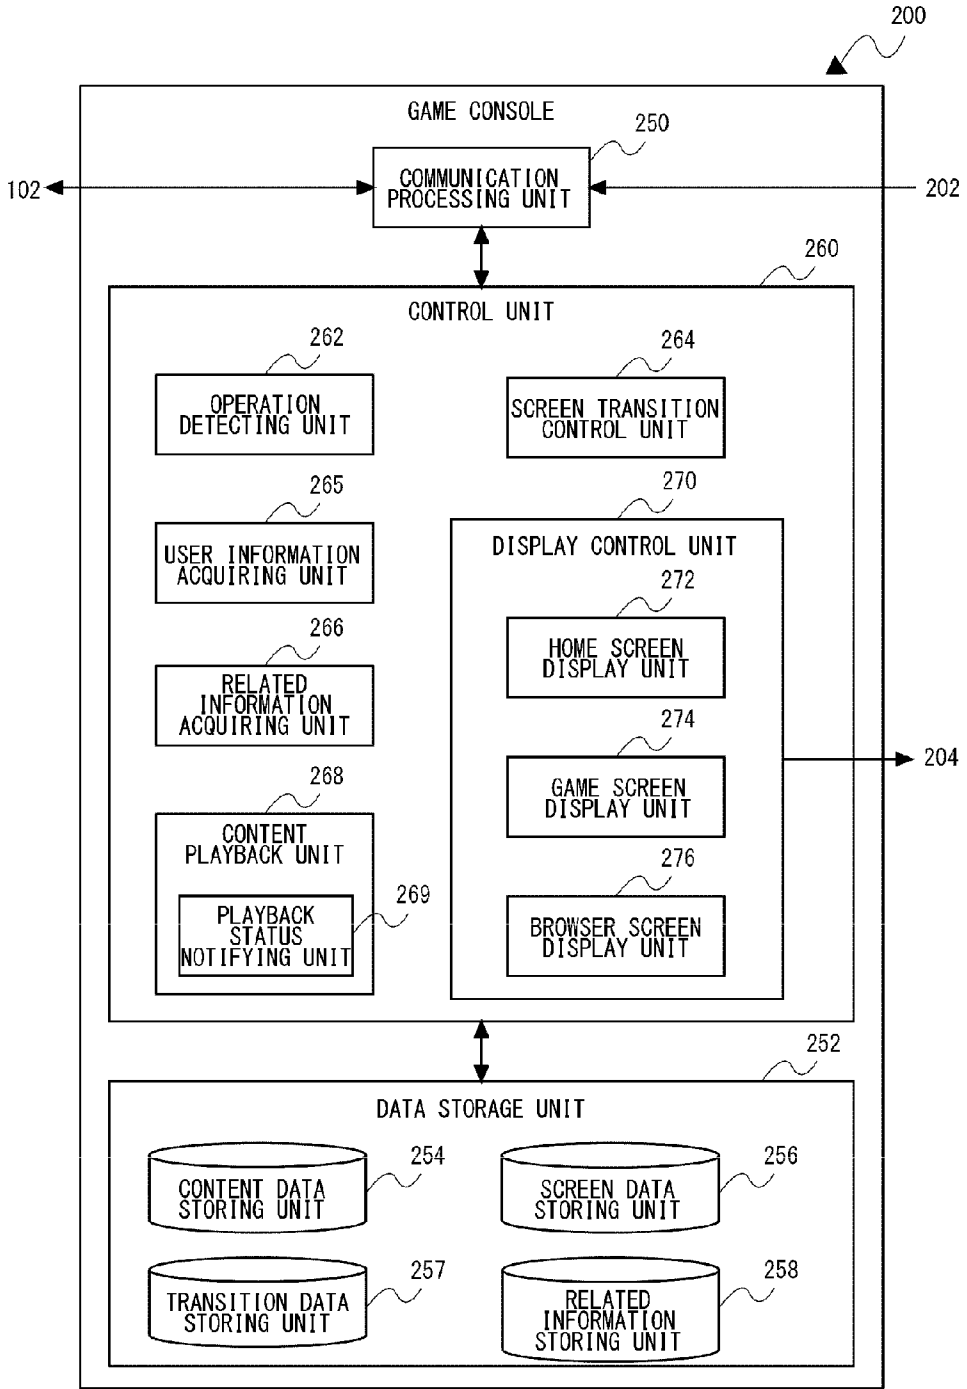 200
GAME CONSOLE
250
COMMUNICATION
PROCESSING UNIT
102
202
260
CONTROL UNIT
262
OPERATION
DETECTING UNIT
264
SCREEN TRANSITION
CONTROL UNIT
265
USER INFORMATION
ACQUIRING UNIT
270
DISPLAY CONTROL UNIT
272
HOME SCREEN
DISPLAY UNIT
266
RELATED
INFORMATION
ACQUIRING UNIT
274
GAME SCREEN
DISPLAY UNIT
204
268
CONTENT
PLAYBACK UNIT
269
PLAYBACK
STATUS
NOTIFYING UNIT
276
BROWSER SCREEN
DISPLAY UNIT
252
DATA STORAGE UNIT
254
CONTENT DATA
STORING UNIT
256
SCREEN DATA
STORING UNIT
257
TRANSITION DATA
STORING UNIT
258
RELATED
INFORMATION
STORING UNIT